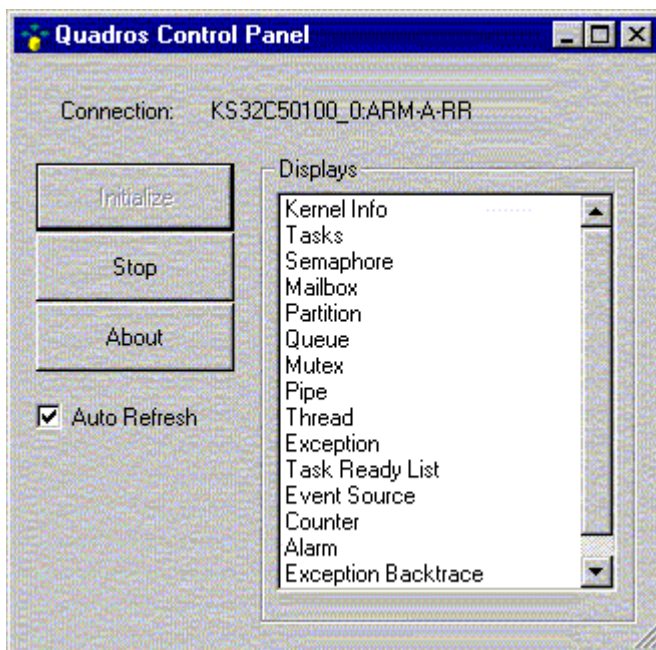 Quadros Control Panel
Connection: KS32C50100_0:ARM-A-RR
Initialize
Stop
About
Auto Refresh
Displays
Kernel Info
Tasks
Semaphore
Mailbox
Partition
Queue
Mutex
Pipe
Thread
Exception
Task Ready List
Event Source
Counter
Alarm
Exception Backtrace